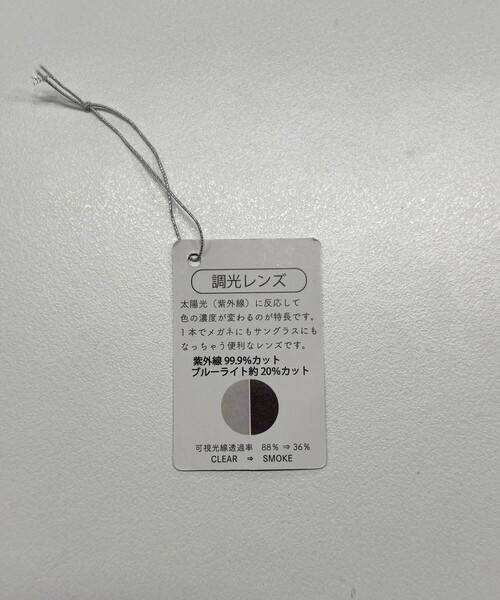 調光レンズ
太陽光（紫外線）に反応して
色の濃度が変わるのが特長です。
1本でメガネにもサングラスにも
なっちゃう便利なレンズです。
紫外線 99.9%カット
ブルーライト約 20%カット
可視光線透過率　88% ⇒ 36%
CLEAR　⇒　SMOKE